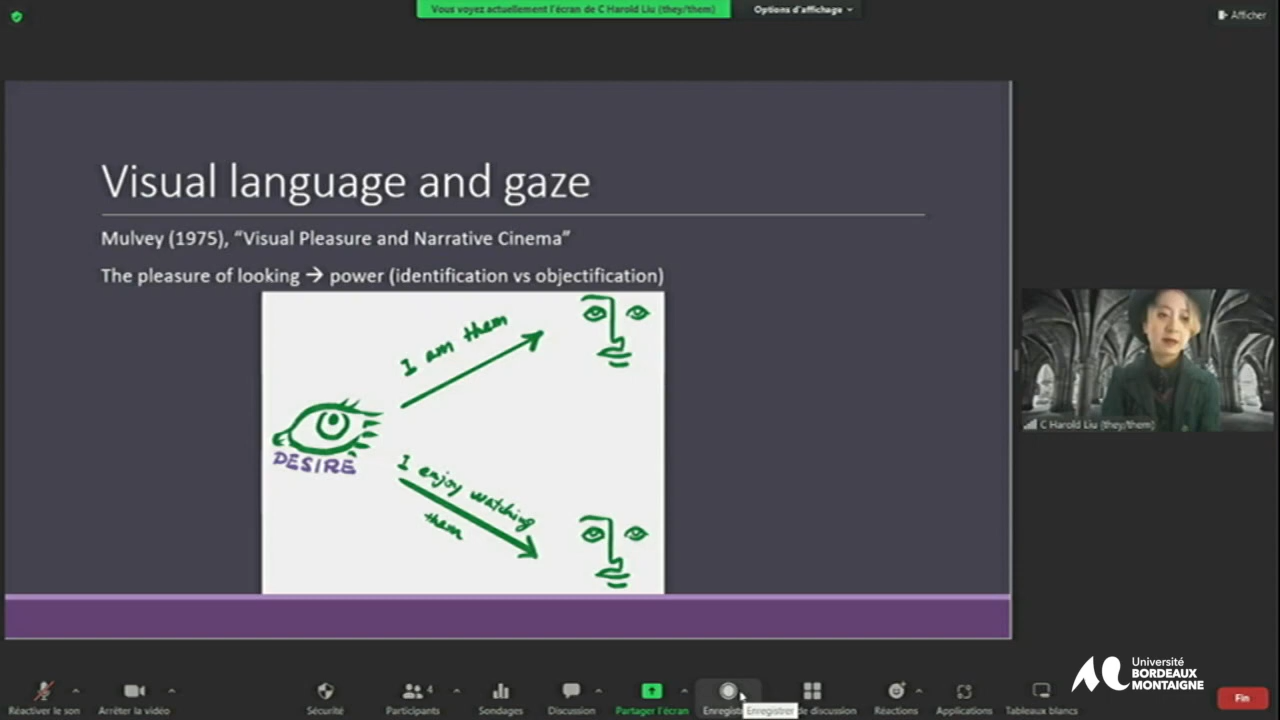 Vous voyez actuellement l'écran de C Harold Liu (they/them)
Options d'affichage
Afficher
Visual language and gaze
Mulvey (1975), “Visual Pleasure and Narrative Cinema”
The pleasure of looking → power (identification vs objectification)
I am them
DESIRE
I enjoy watching
them
C Harold Liu (they/them)
Université
BORDEAUX
MONTAIGNE
4
Réactiver le son
Arrêter la vidéo
Sécurité
Participants
Sondages
Discussion
Partager l'écran
Enregistrer
de discussion
Réactions
Applications
Tableaux blancs
Fin